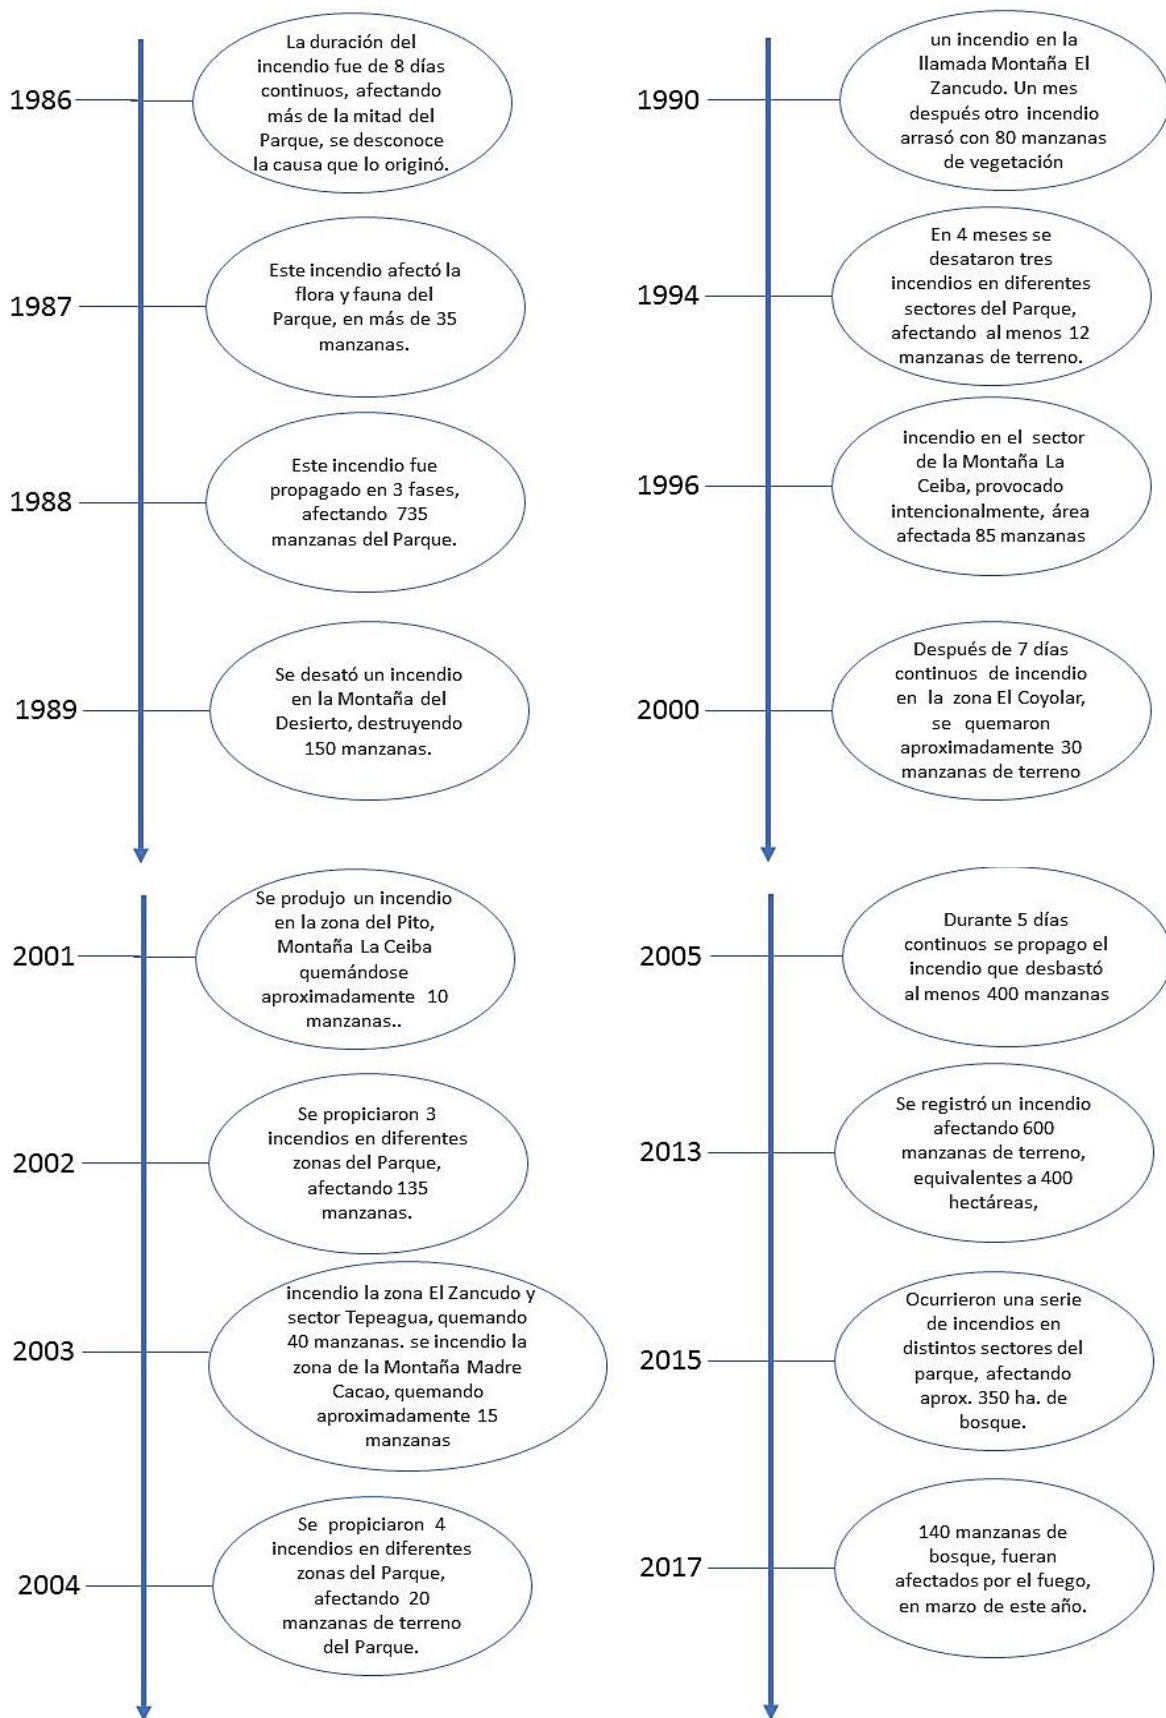 1986
La duración del
incendio fue de 8 días
continuos, afectando
más de la mitad del
Parque, se desconoce
la causa que lo originó.
1987
Este incendio afectó la
flora y fauna del
Parque, en más de 35
manzanas.
1988
Este incendio fue
propagado en 3 fases,
afectando 735
manzanas del Parque.
1989
Se desató un incendio
en la Montaña del
Desierto, destruyendo
150 manzanas.
1990
un incendio en la
llamada Montaña El
Zancudo. Un mes
después otro incendio
arrasó con 80 manzanas
de vegetación
1994
En 4 meses se
desataron tres
incendios en diferentes
sectores del Parque,
afectando al menos 12
manzanas de terreno.
1996
incendio en el sector
de la Montaña La
Ceiba, provocado
intencionalmente, área
afectada 85 manzanas
2000
Después de 7 días
continuos de incendio
en la zona El Coyolar,
se quemaron
aproximadamente 30
manzanas de terreno
2001
Se produjo un incendio
en la zona del Pito,
Montaña La Ceiba
quemándose
aproximadamente 10
manzanas..
2002
Se propiciaron 3
incendios en diferentes
zonas del Parque,
afectando 135
manzanas.
2003
incendio la zona El Zancudo y
sector Tepeagua, quemando
40 manzanas. se incendio la
zona de la Montaña Madre
Cacao, quemando
aproximadamente 15
manzanas
2004
Se propiciaron 4
incendios en diferentes
zonas del Parque,
afectando 20
manzanas de terreno
del Parque.
2005
Durante 5 días
continuos se propago el
incendio que desbastó
al menos 400 manzanas
2013
Se registró un incendio
afectando 600
manzanas de terreno,
equivalentes a 400
hectáreas,
2015
Ocurrieron una serie
de incendios en
distintos sectores del
parque, afectando
aprox. 350 ha. de
bosque.
2017
140 manzanas de
bosque, fueran
afectados por el fuego,
en marzo de este año.